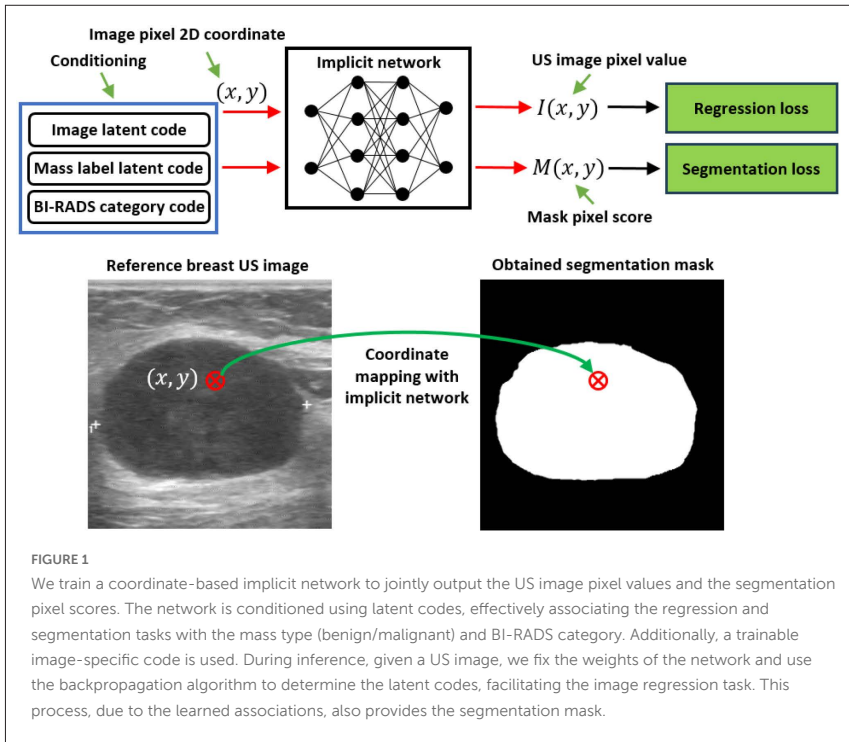 Image pixel 2D coordinate
Conditioning
(x, y)
Implicit network
US image pixel value
Image latent code
Mass label latent code
BI-RADS category code
I(x, y)
Regression loss
M(x, y)
Segmentation loss
Mask pixel score
Reference breast US image
Obtained segmentation mask
(x, y)
Coordinate
mapping with
implicit network
FIGURE 1
We train a coordinate-based implicit network to jointly output the US image pixel values and the segmentation
pixel scores. The network is conditioned using latent codes, effectively associating the regression and
segmentation tasks with the mass type (benign/malignant) and BI-RADS category. Additionally, a trainable
image-specific code is used. During inference, given a US image, we fix the weights of the network and use
the backpropagation algorithm to determine the latent codes, facilitating the image regression task. This
process, due to the learned associations, also provides the segmentation mask.